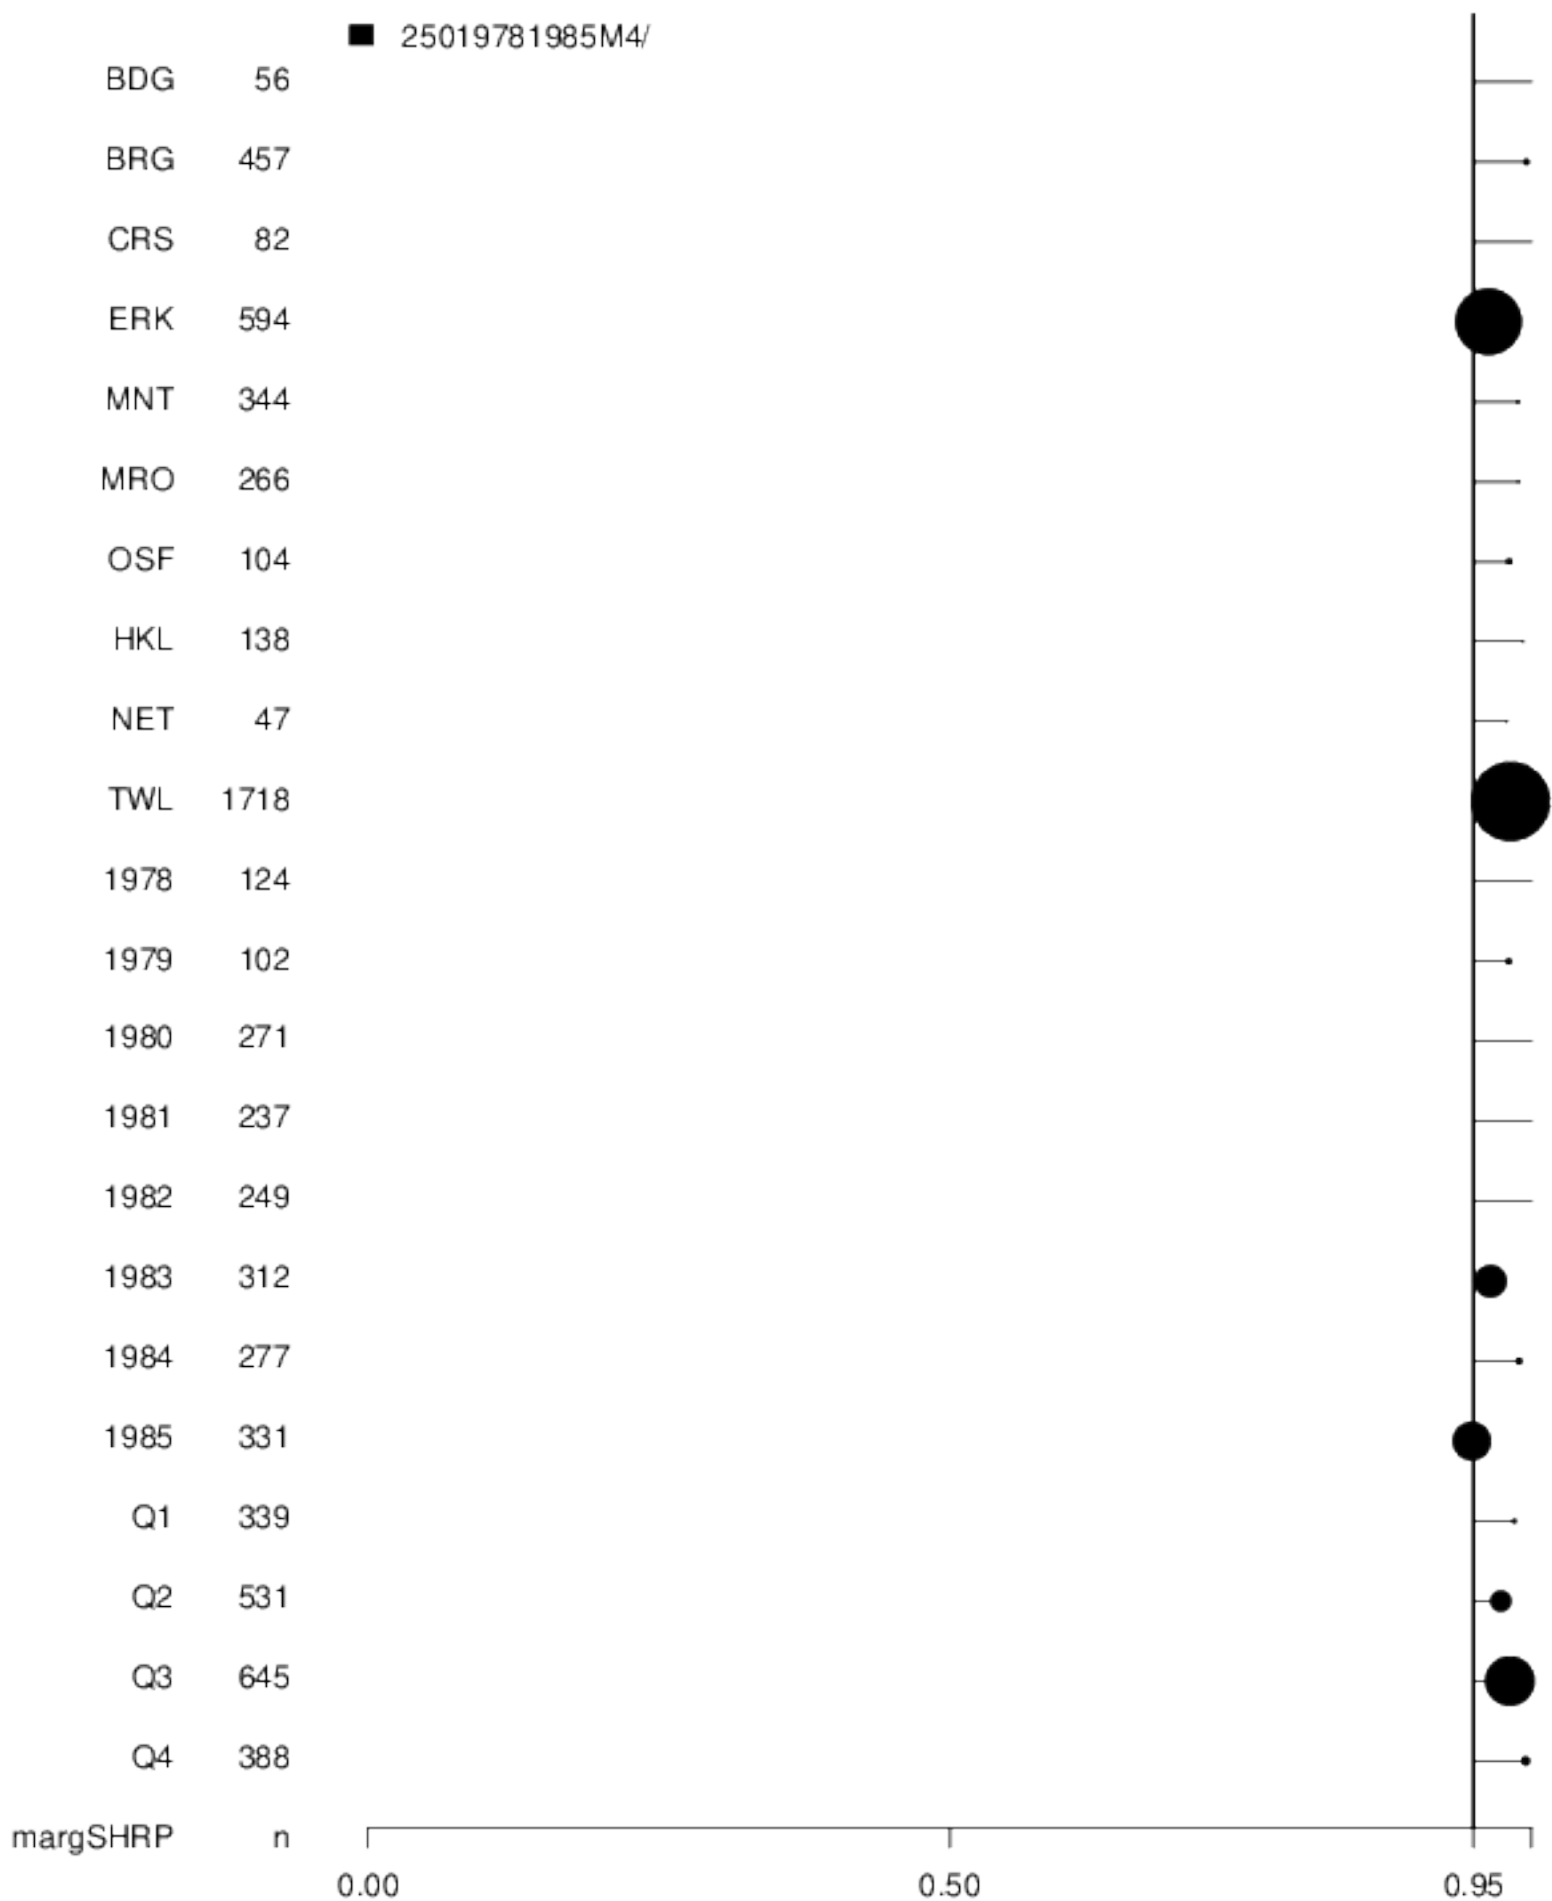 25019781985M4/
BDG 56
BRG 457
CRS 82
ERK 594
MNT 344
MRO 266
OSF 104
HKL 138
NET 47
TWL 1718
1978 124
1979 102
1980 271
1981 237
1982 249
1983 312
1984 277
1985 331
Q1 339
Q2 531
Q3 645
Q4 388
margSHRP n
0.00 0.50 0.95